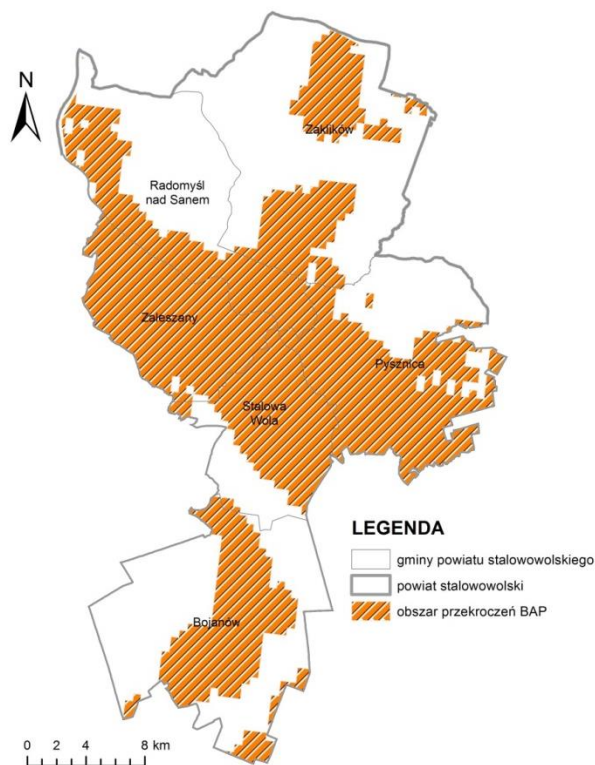 N
Zaklików
Radomyśl
nad Sanem
Zaleszany
Pysznica
Stalowa
Wola
Bojanów
LEGENDA
gminy powiatu stalowowolskiego
powiat stalowowolski
obszar przekroczeń BAP
0 2 4 8 km